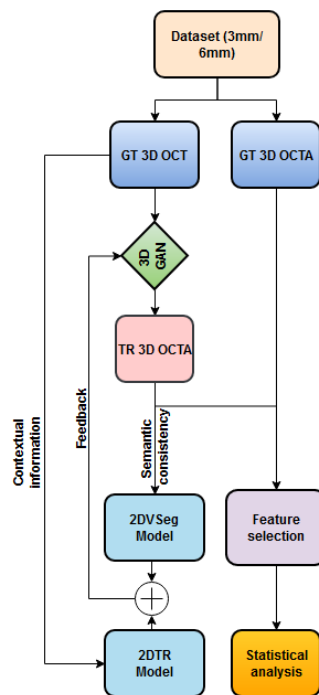 Dataset (3mm/
6mm)
GT 3D OCT
GT 3D OCTA
3D
GAN
TR 3D OCTA
Contextual
information
Feedback
Semantic
consistency
2DVSeg
Model
Feature
selection
2DTR
Model
Statistical
analysis